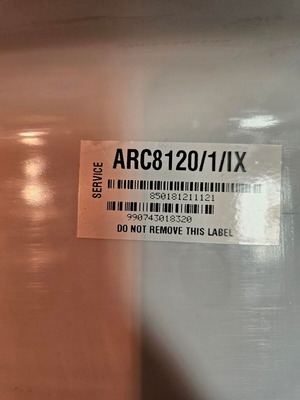 SERVICE
ARC8120/1/IX
850181211121
990743018320
DO NOT REMOVE THIS LABEL